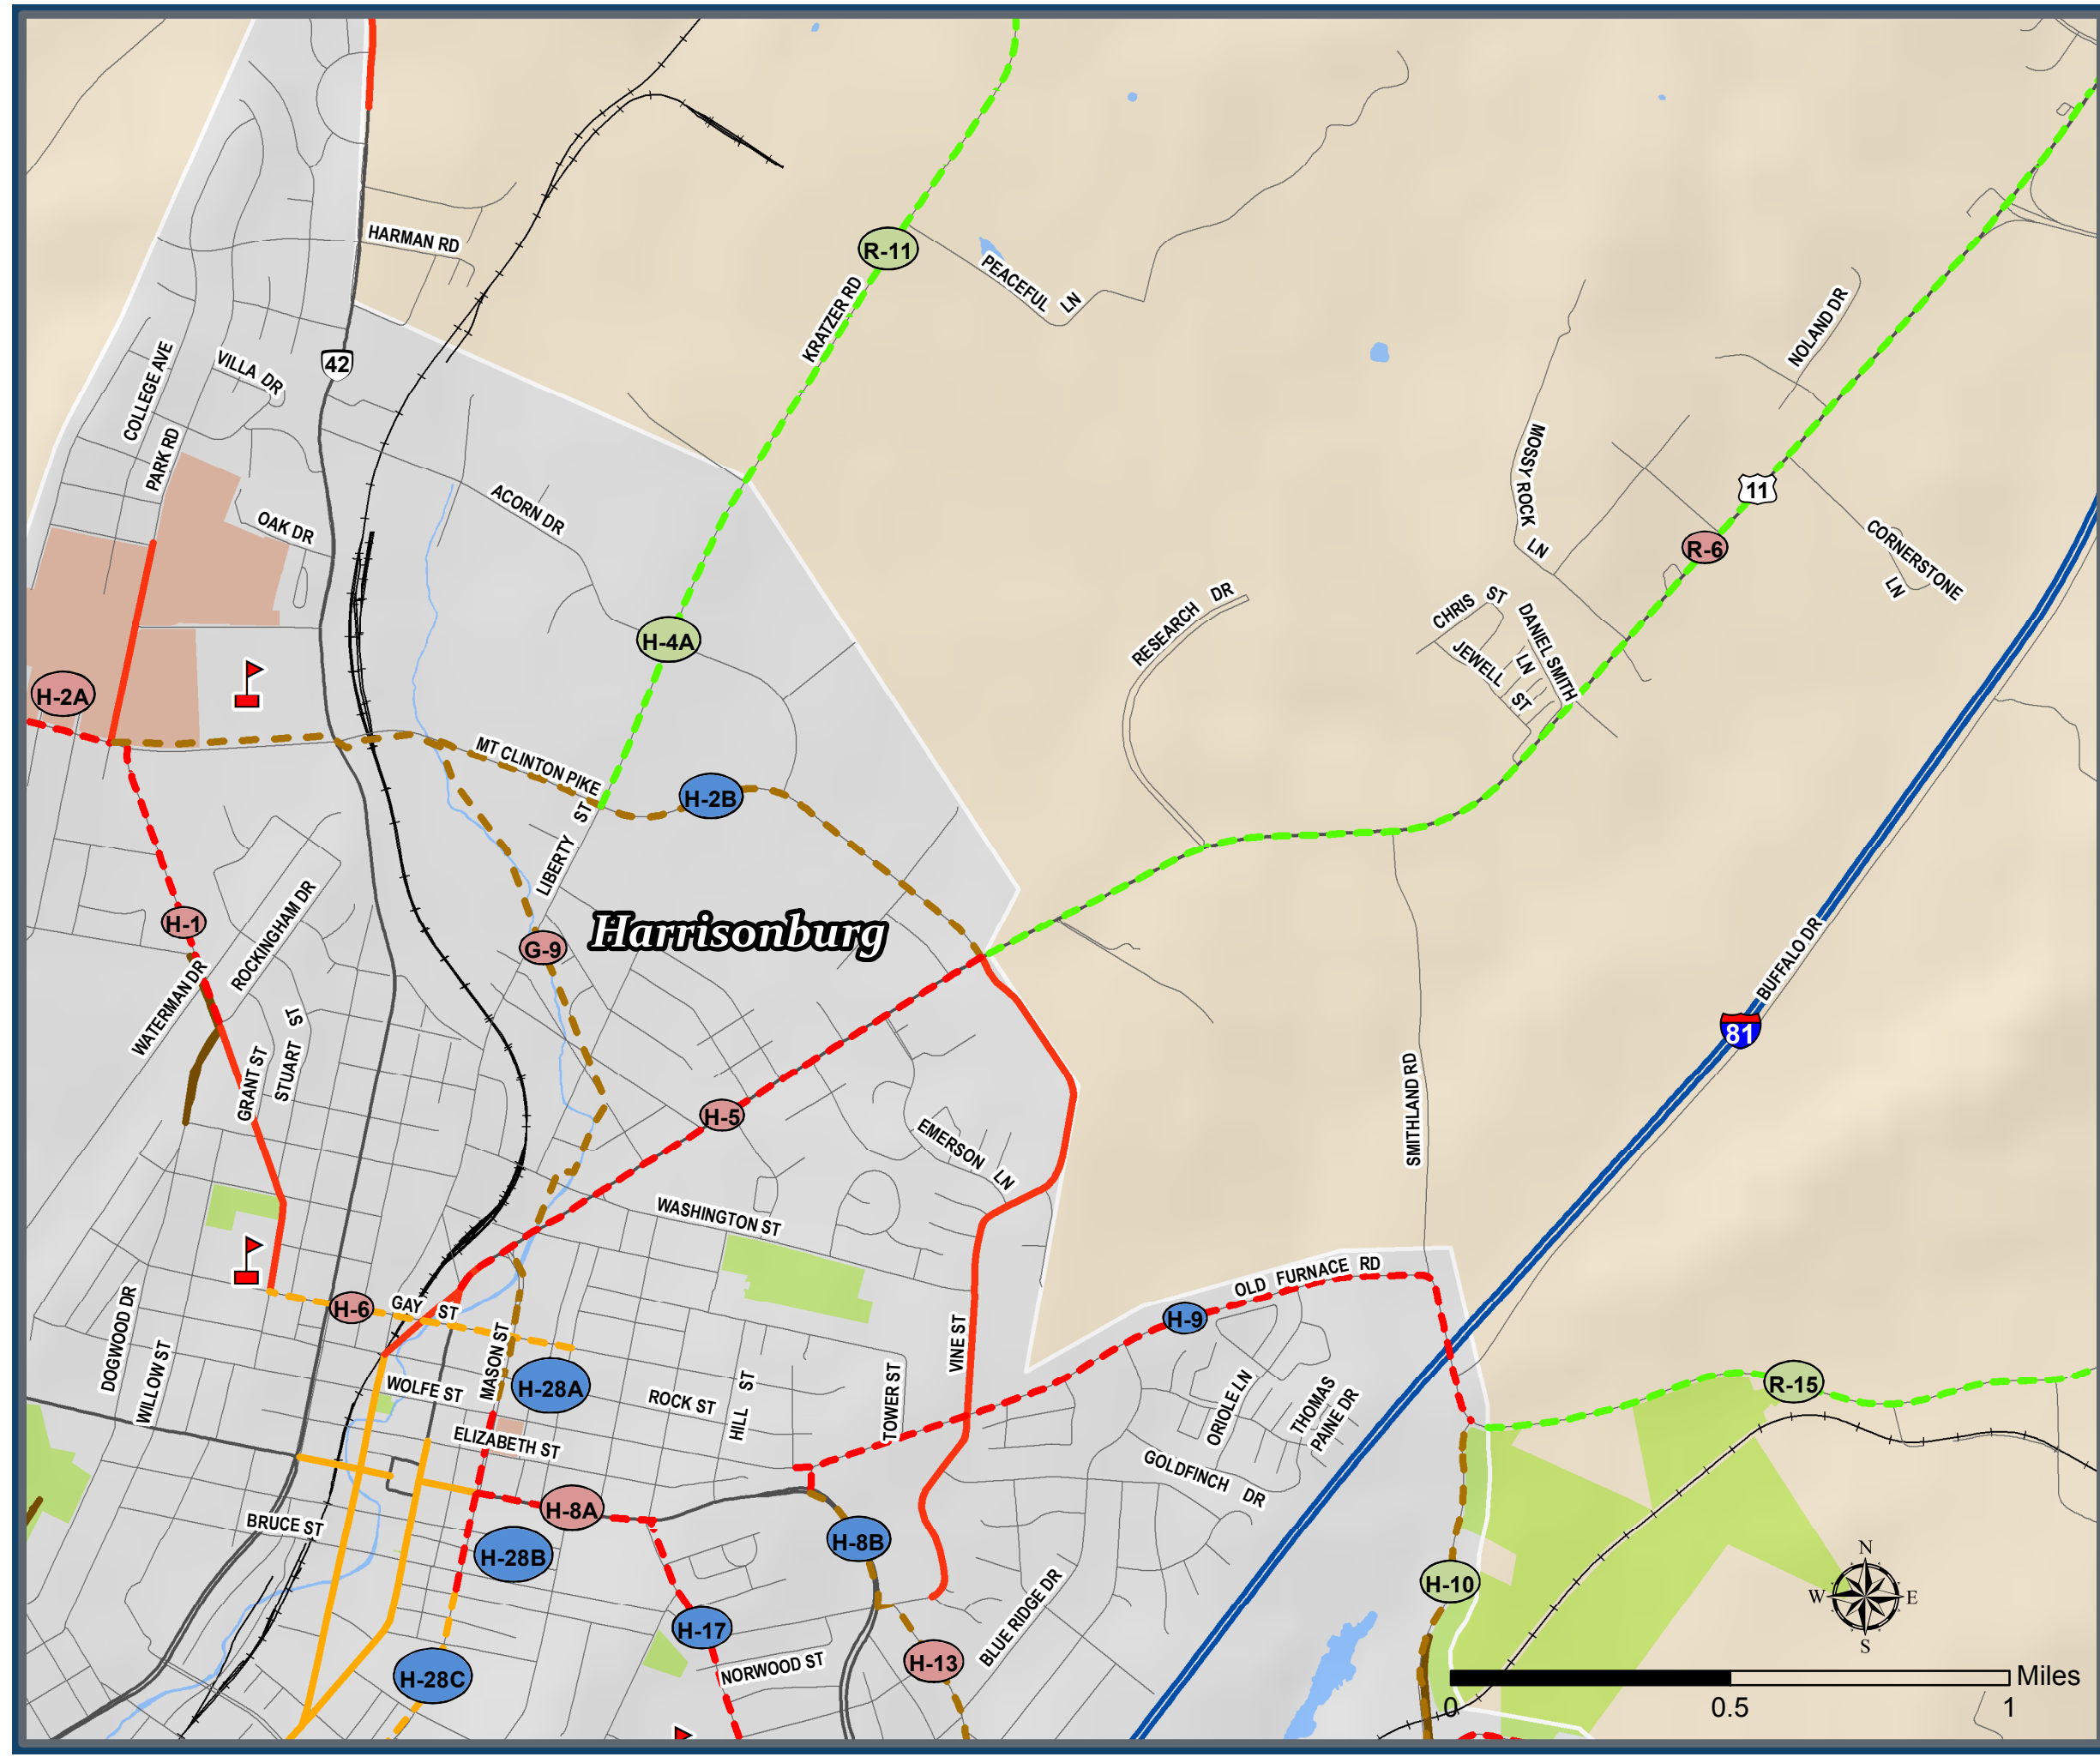 HARMAN RD
R-11
KRATZER RD
PEACEFUL LN
NOLAND DR
COLLEGE AVE
VILLA DR
42
PARK RD
OAK DR
ACORN DR
MOSSY ROCK LN
11
R-6
CORNERSTONE LN
H-4A
RESEARCH DR
CHRIS ST
DANIEL SMITH LN
JEWELL ST
H-2A
MT CLINTON PIKE
H-2B
LIBERTY ST
H-1
ROCKINGHAM DR
WATERMAN DR
G-9
Harrisonburg
BUFFALO DR
81
STUART ST
GRANT ST
H-5
EMERSON LN
SMITHLAND RD
WASHINGTON ST
OLD FURNACE RD
H-6
GAY ST
H-9
DOGWOOD DR
WILLOW ST
MASON ST
WOLFE ST
H-28A
ROCK ST
HILL ST
TOWER ST
VINE ST
ORIOLE LN
THOMAS
PAINE DR
R-15
ELIZABETH ST
GOLDFINCH DR
H-8A
BRUCE ST
H-28B
H-8B
H-10
N
W E
S
H-17
H-13
BLUE RIDGE DR
NORWOOD ST
H-28C
Miles
0 0.5 1